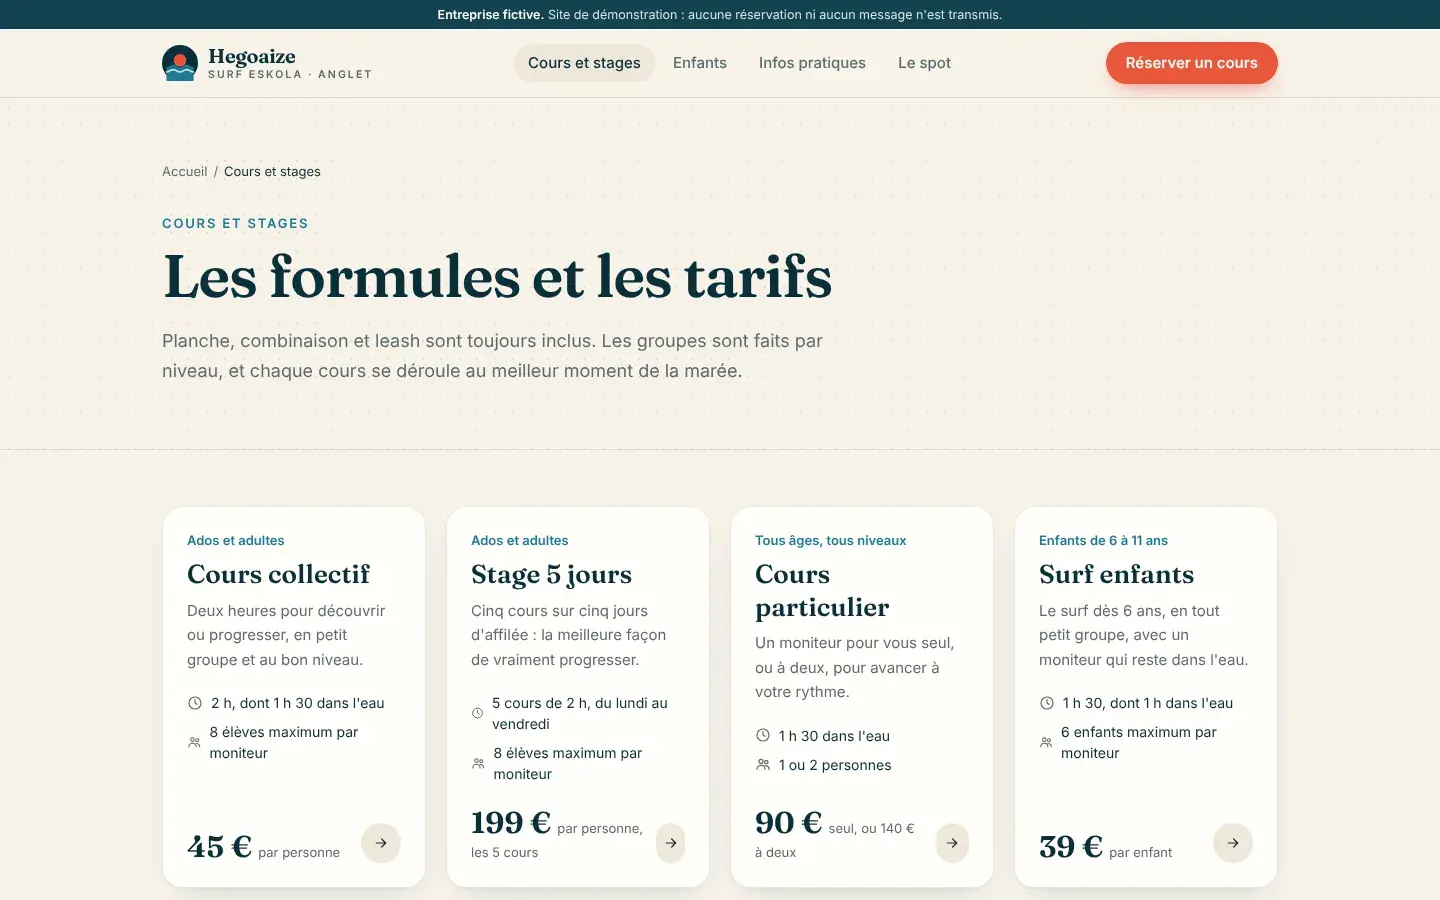 Entreprise fictive. Site de démonstration : aucune réservation ni aucun message n'est transmis.
Hegoaize
SURF ESKOLA · ANGLET
Cours et stages
Enfants
Infos pratiques
Le spot
Réserver un cours
Accueil / Cours et stages
COURS ET STAGES
Les formules et les tarifs
Planche, combinaison et leash sont toujours inclus. Les groupes sont faits par
niveau, et chaque cours se déroule au meilleur moment de la marée.
Ados et adultes
Cours collectif
Deux heures pour découvrir
ou progresser, en petit
groupe et au bon niveau.
2 h, dont 1 h 30 dans l'eau
8 élèves maximum par
moniteur
45 € par personne
Ados et adultes
Stage 5 jours
Cinq cours sur cinq jours
d'affilée : la meilleure façon
de vraiment progresser.
5 cours de 2 h, du lundi au
vendredi
8 élèves maximum par
moniteur
199 € par personne,
les 5 cours
Tous âges, tous niveaux
Cours
particulier
Un moniteur pour vous seul,
ou à deux, pour avancer à
votre rythme.
1 h 30 dans l'eau
1 ou 2 personnes
90 € seul, ou 140 €
à deux
Enfants de 6 à 11 ans
Surf enfants
Le surf dès 6 ans, en tout
petit groupe, avec un
moniteur qui reste dans l'eau.
1 h 30, dont 1 h dans l'eau
6 enfants maximum par
moniteur
39 € par enfant